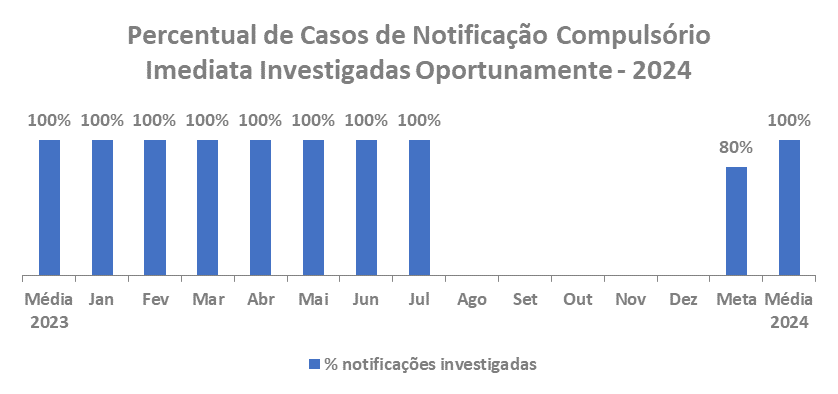 Percentual de Casos de Notificação Compulsório
Imediata Investigadas Oportunamente - 2024
100% 100% 100% 100% 100% 100% 100% 100% 80% 100%
Média 2023 Jan Fev Mar Abr Mai Jun Jul Ago Set Out Nov Dez Meta Média 2024
% notificações investigadas